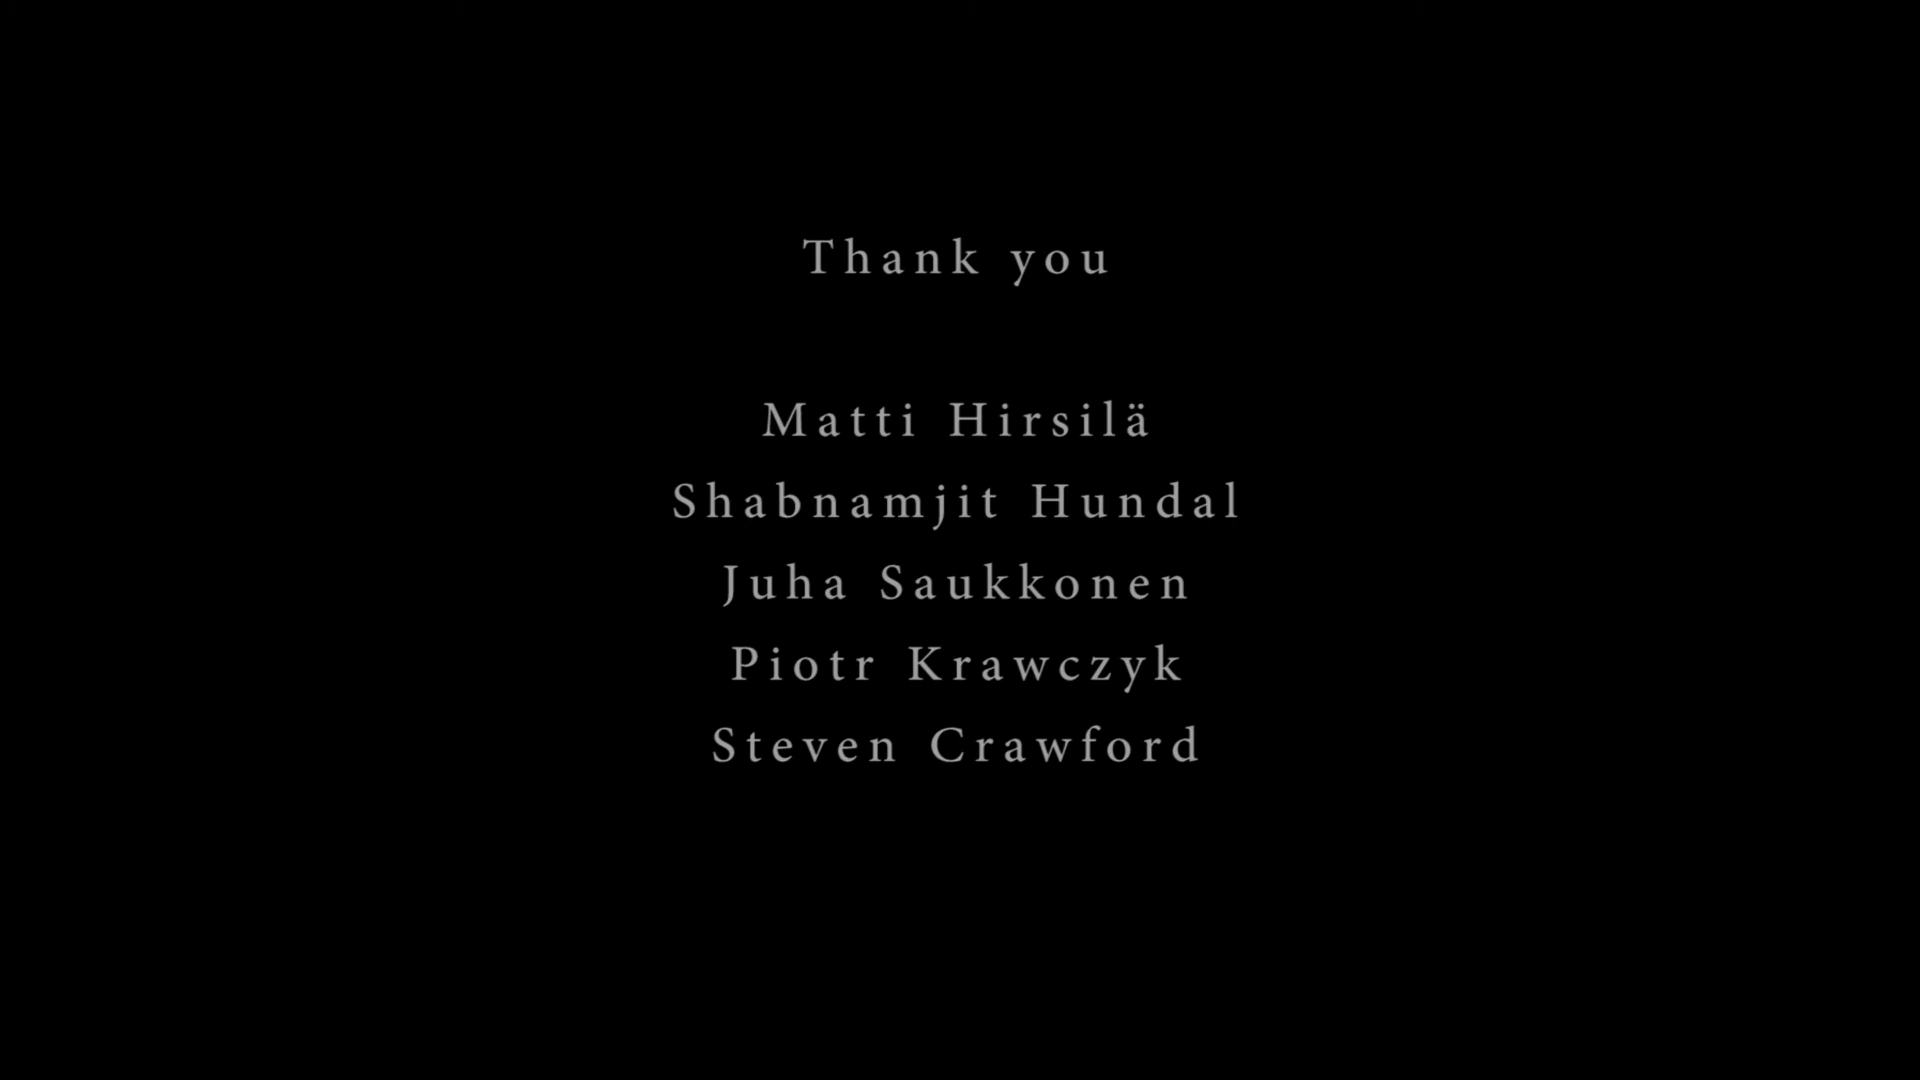 Thank you
Matti Hirsilä
Shabnamjit Hundal
Juha Saukkonen
Piotr Krawczyk
Steven Crawford